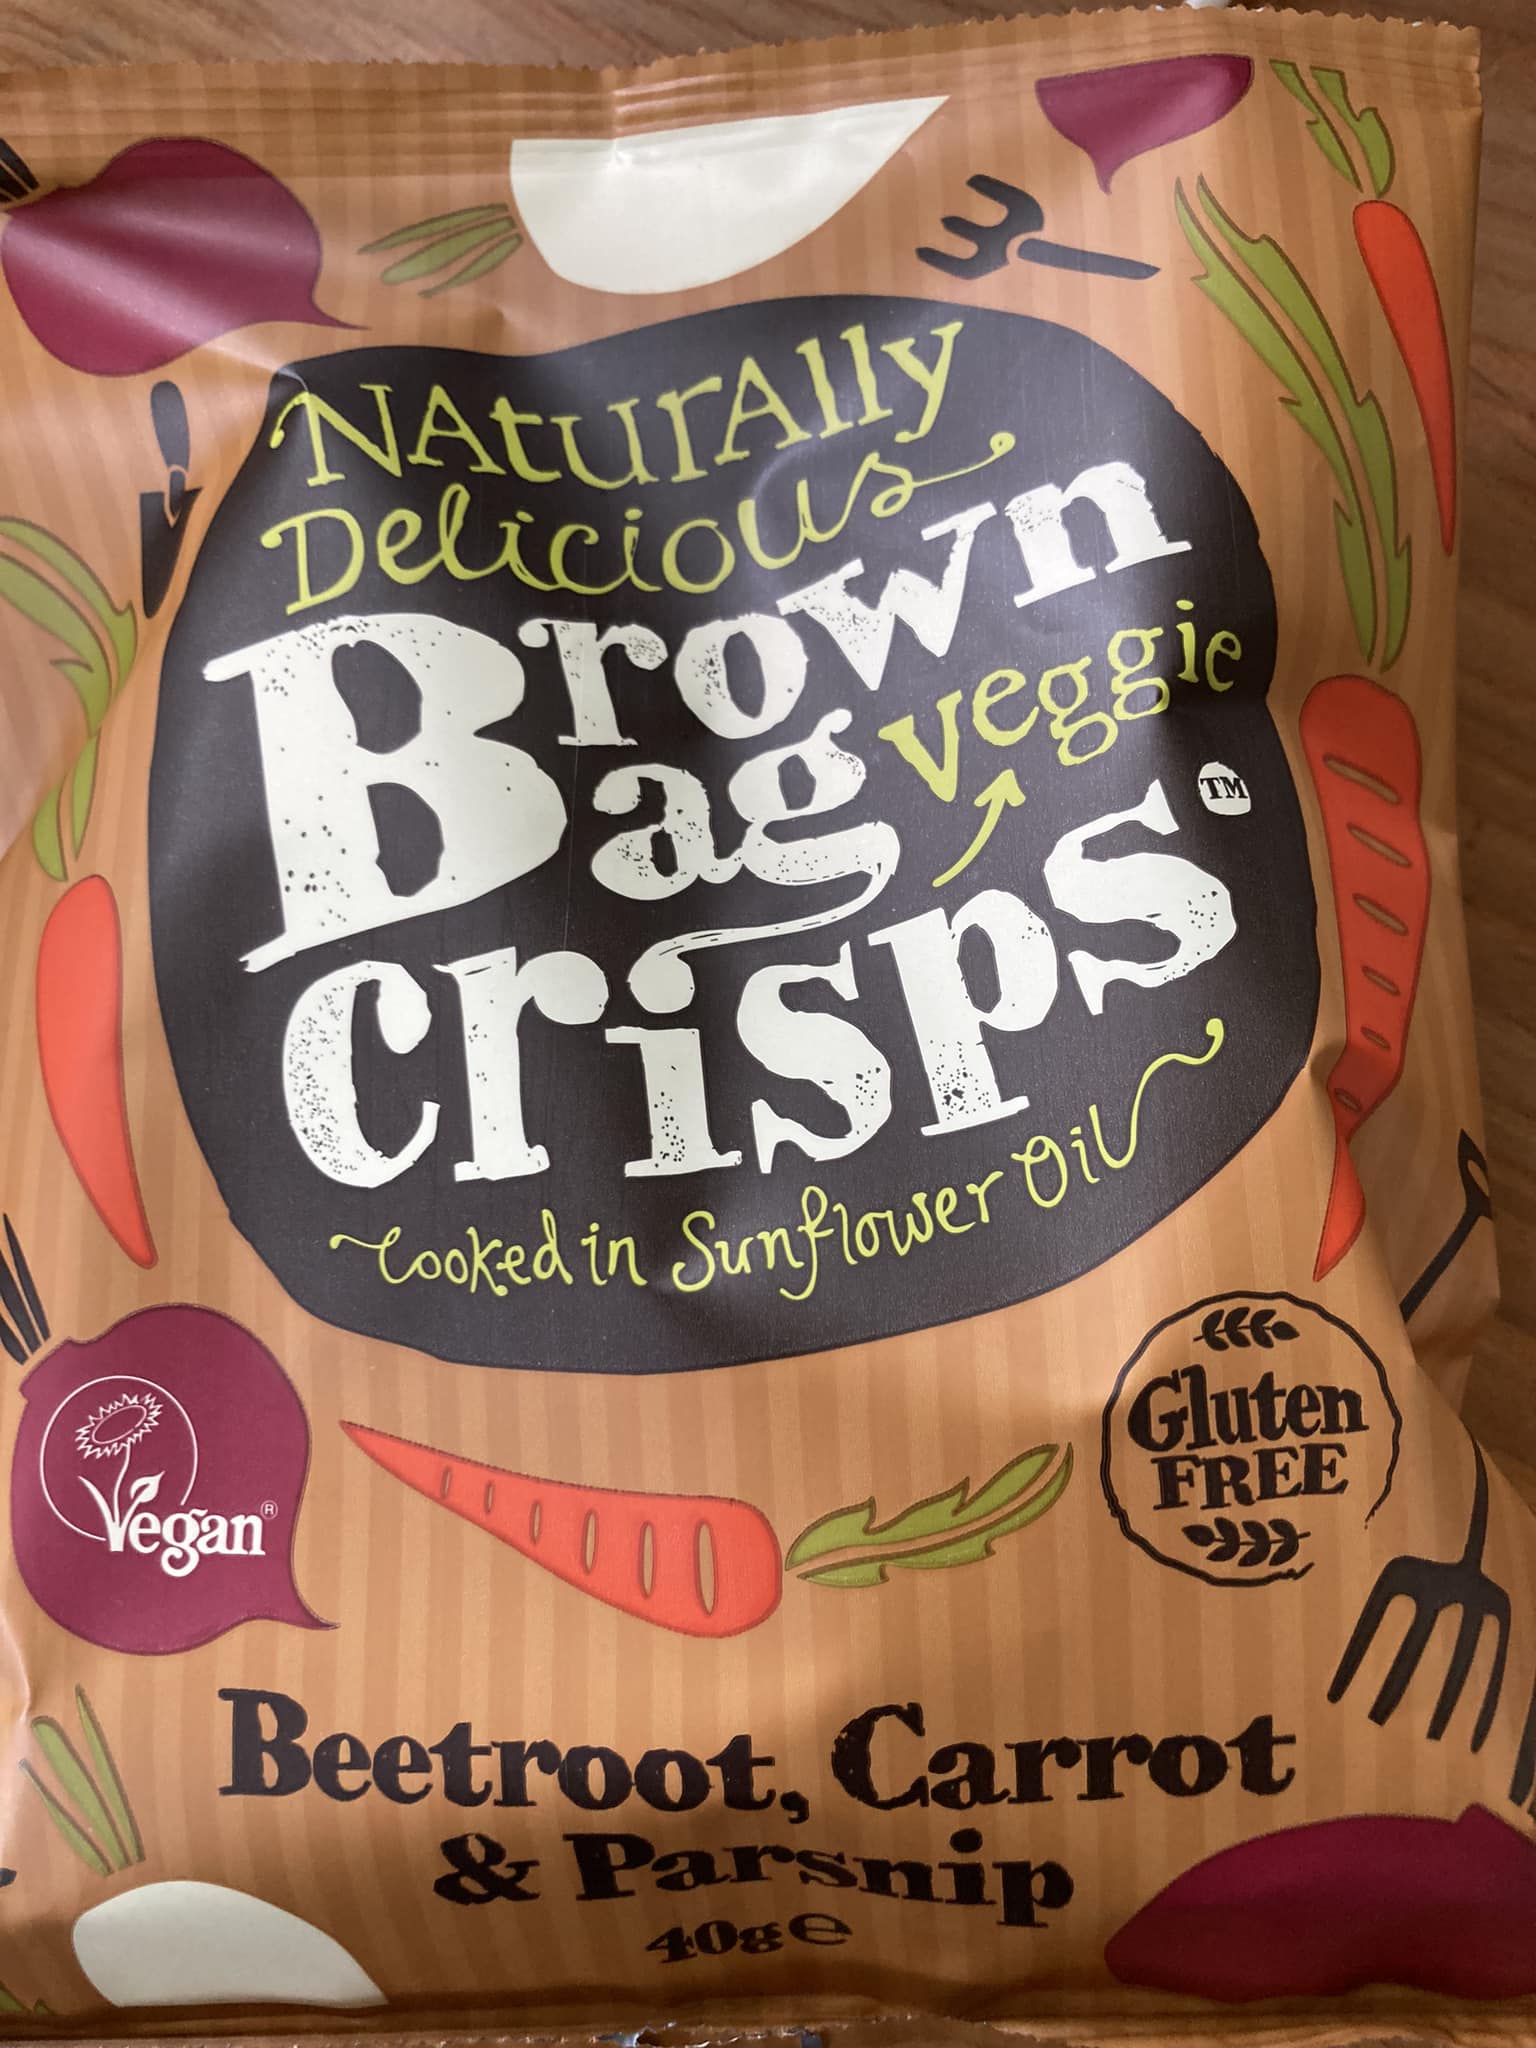 NAturAlly
Delicious
Brown
Bag veggie
crisps TM
Cooked in Sunflower Oil
Vegan®
Gluten
FREE
Beetroot, Carrot
& Parsnip
40g e